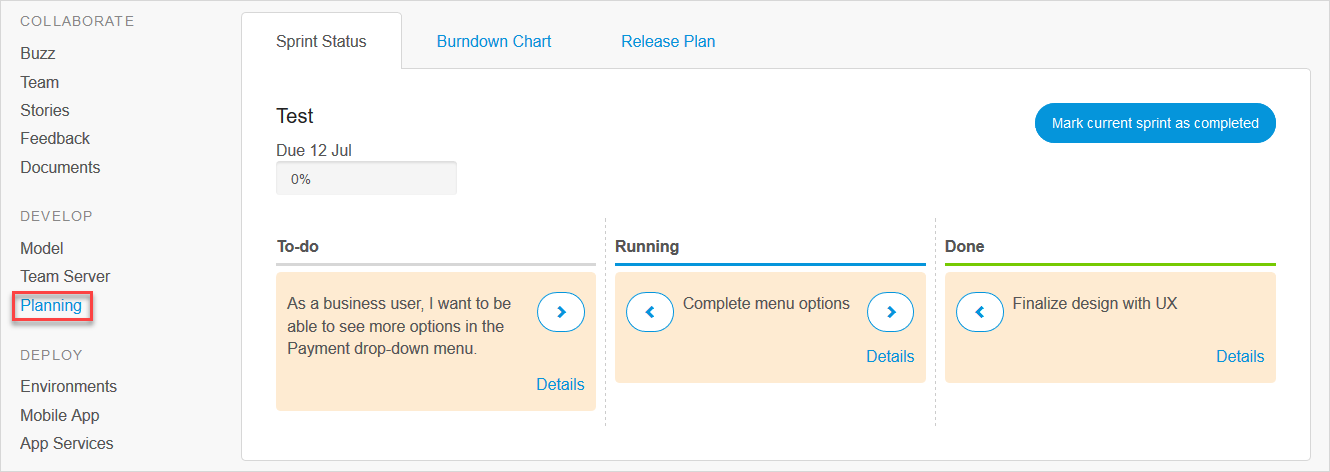 COLLABORATE
Buzz
Team
Stories
Feedback
Documents
DEVELOP
Model
Team Server
Planning
DEPLOY
Environments
Mobile App
App Services
Sprint Status
Burndown Chart
Release Plan
Test
Mark current sprint as completed
Due 12 Jul
0%
To-do
As a business user, I want to be
able to see more options in the
Payment drop-down menu.
Details
Running
Complete menu options
Details
Done
Finalize design with UX
Details